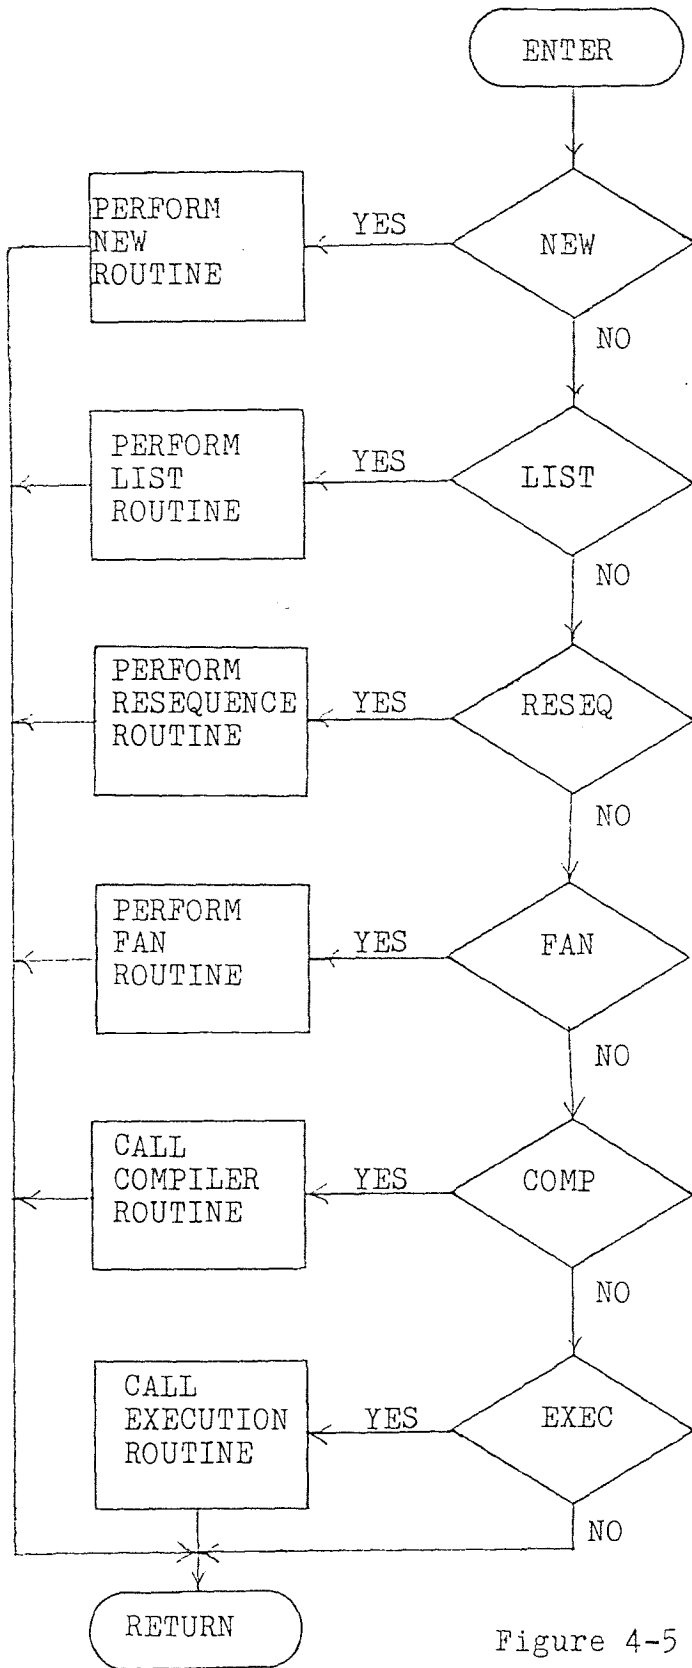 ENTER
PERFORM
NEW
ROUTINE
YES
NEW
NO
PERFORM
LIST
ROUTINE
YES
LIST
NO
PERFORM
RESEQUENCE
ROUTINE
YES
RESEQ
NO
PERFORM
FAN
ROUTINE
YES
FAN
NO
CALL
COMPILER
ROUTINE
YES
COMP
NO
CALL
EXECUTION
ROUTINE
YES
EXEC
NO
RETURN
Figure 4-5